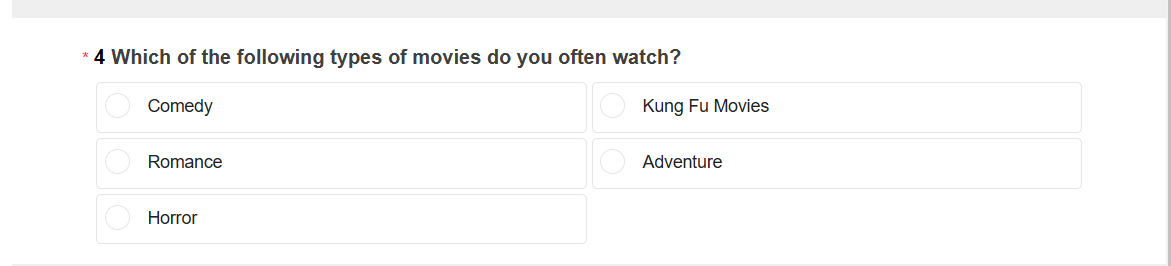 * 4 Which of the following types of movies do you often watch?
Comedy
Kung Fu Movies
Romance
Adventure
Horror